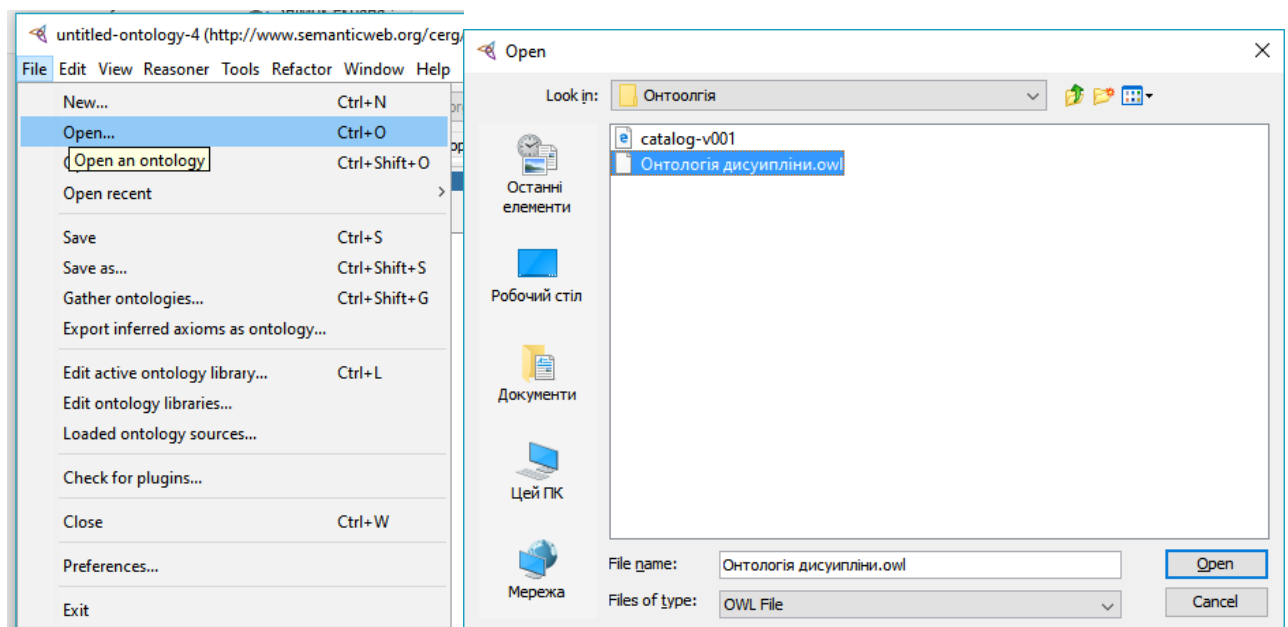 untitled-ontology-4 (http://www.semanticweb.org/cerg/
File Edit View Reasoner Tools Refactor Window Help
New... Ctrl+N
Open... Ctrl+O
Open an ontology
Ctrl+Shift+O
Open recent
Save Ctrl+S
Save as... Ctrl+Shift+S
Gather ontologies... Ctrl+Shift+G
Export inferred axioms as ontology...
Edit active ontology library... Ctrl+L
Edit ontology libraries...
Loaded ontology sources...
Check for plugins...
Close Ctrl+W
Preferences...
Exit
Open
Look in: Онтоолгія
catalog-v001
Онтологія дисуипліни.owl
Останні
елементи
Робочий стіл
Документи
Цей ПК
Мережа
File name: Онтологія дисуипліни.owl
Open
Files of type: OWL File
Cancel